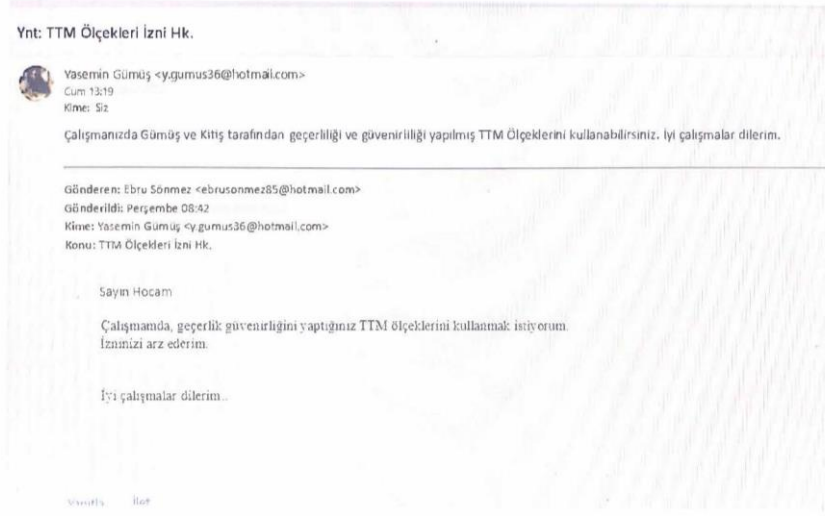 Ynt: TTM Ölçekleri İzni Hk.
Yasemin Gümüş <y.gumus36@hotmail.com>
Cum 13:19
Kime: Siz
Çalışmanızda Gümüş ve Kitiş tarafından geçerliliği ve güvenirliliği yapılmış TTM Ölçeklerini kullanabilirsiniz. İyi çalışmalar dilerim.
Gönderen: Ebru Sönmez <ebrusonmez85@hotmail.com>
Gönderildi: Perşembe 08:42
Kime: Yasemin Gümüş <y.gumus36@hotmail.com>
Konu: TTM Ölçekleri İzni Hk.
Sayın Hocam
Çalışmamda, geçerlik güvenirliğini yaptığınız TTM ölçeklerini kullanmak istiyorum.
İzninizi arz ederim.
İyi çalışmalar dilerim..
Yanıtla İlet